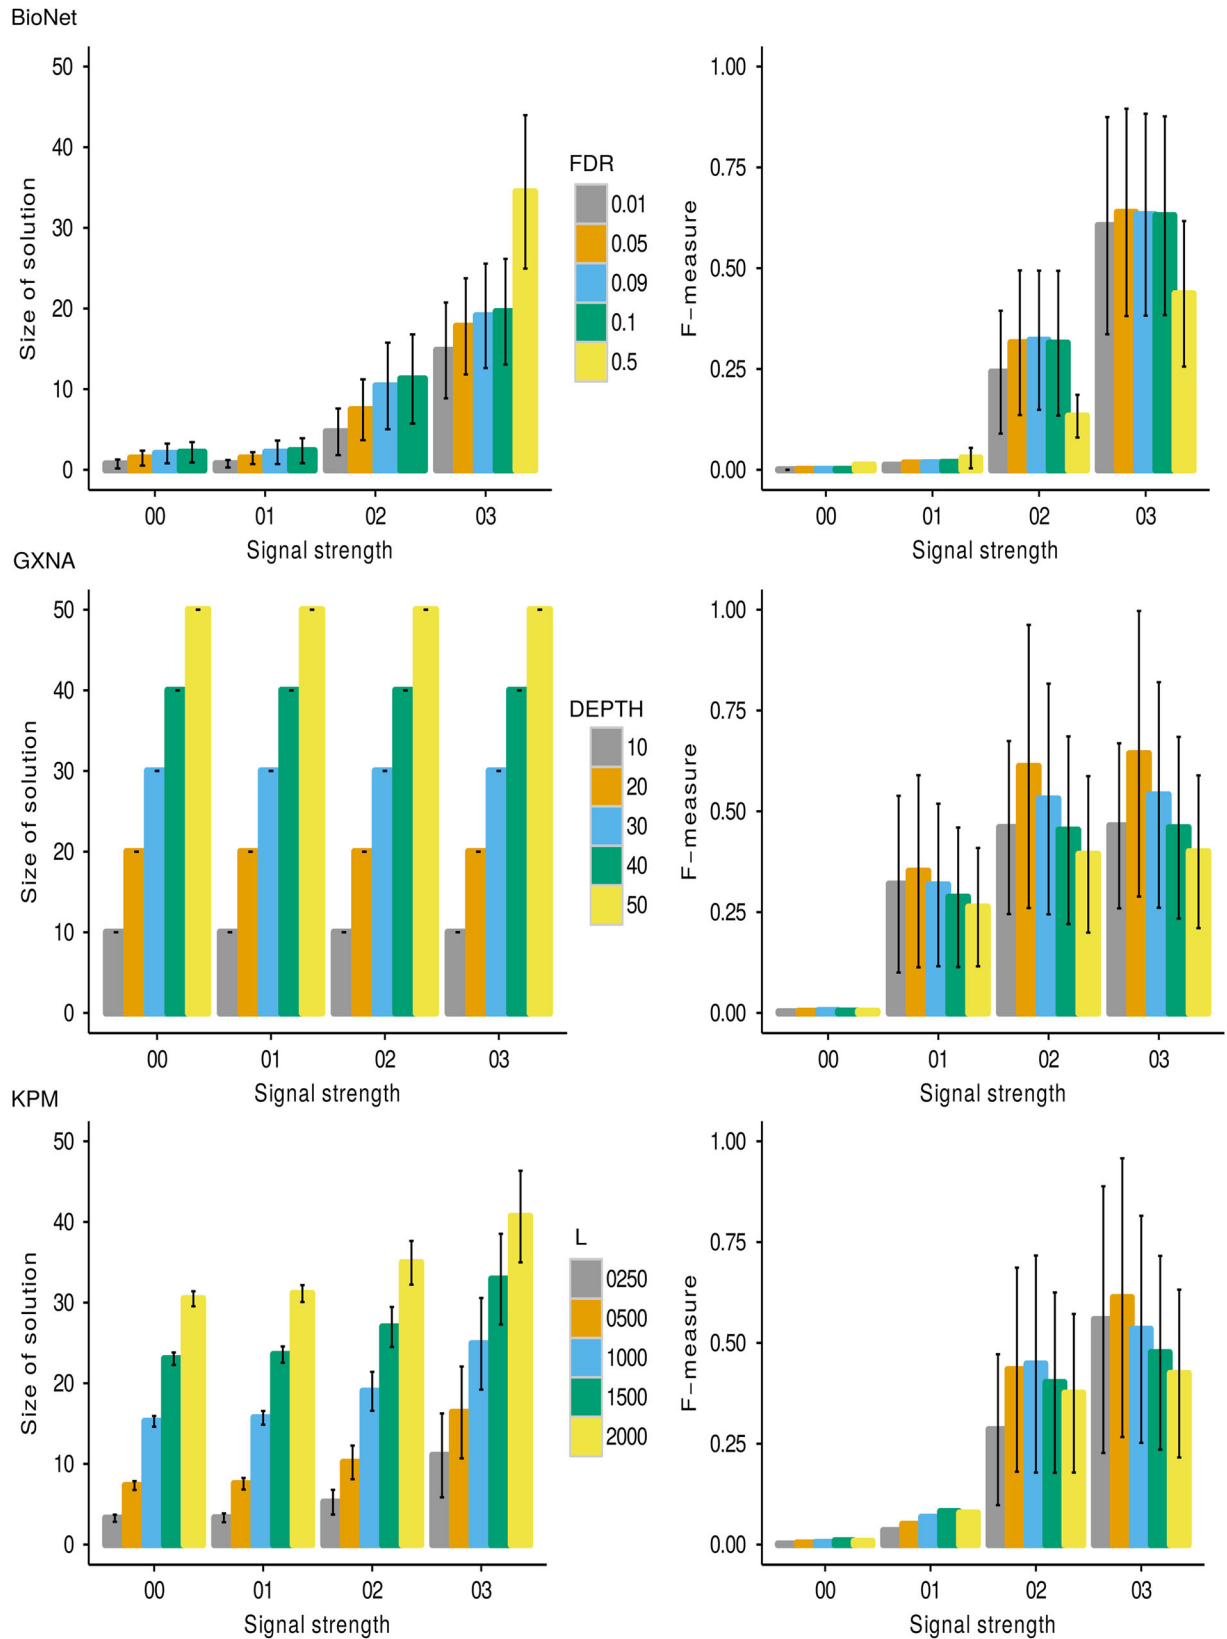 BioNet
50
40
30
20
10
0
Size of solution
00 01 02 03
Signal strength
FDR
0.01
0.05
0.09
0.1
0.5
1.00
0.75
0.50
0.25
0.00
F−measure
00 01 02 03
Signal strength
GXNA
50
40
30
20
10
0
Size of solution
00 01 02 03
Signal strength
DEPTH
10
20
30
40
50
1.00
0.75
0.50
0.25
0.00
F−measure
00 01 02 03
Signal strength
KPM
50
40
30
20
10
0
Size of solution
00 01 02 03
Signal strength
L
0250
0500
1000
1500
2000
1.00
0.75
0.50
0.25
0.00
F−measure
00 01 02 03
Signal strength